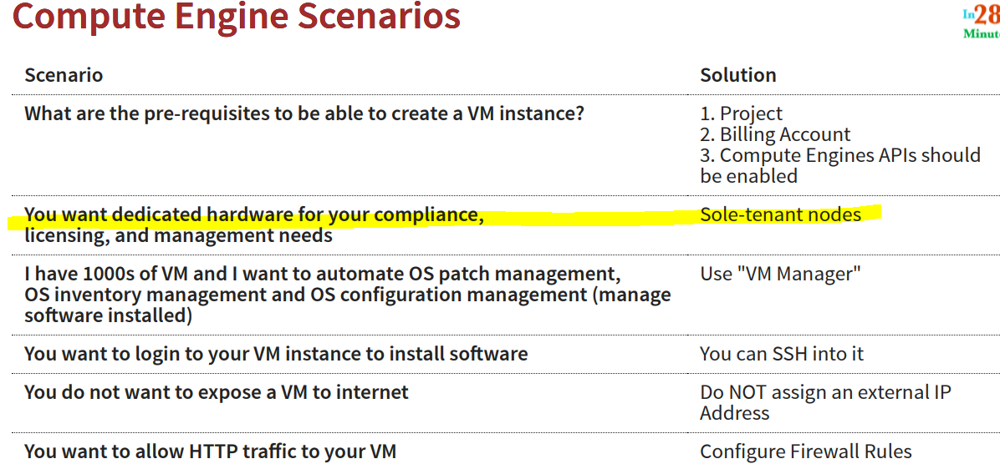 Compute Engine Scenarios
In28
Minut
Scenario
Solution
What are the pre-requisites to be able to create a VM instance?
1. Project
2. Billing Account
3. Compute Engines APIs should
be enabled
You want dedicated hardware for your compliance,
licensing, and management needs
Sole-tenant nodes
I have 1000s of VM and I want to automate OS patch management,
OS inventory management and OS configuration management (manage
software installed)
Use "VM Manager"
You want to login to your VM instance to install software
You can SSH into it
You do not want to expose a VM to internet
Do NOT assign an external IP
Address
You want to allow HTTP traffic to your VM
Configure Firewall Rules